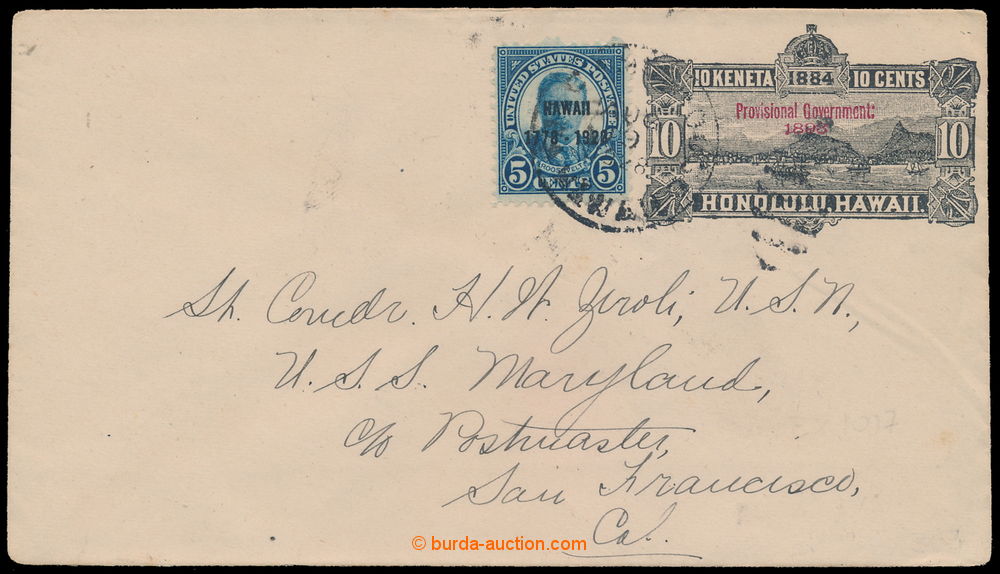 UNITED STATES POSTAGE
HAWAII
1778 - 1928
ROOSEVELT
5 CENTS 5
10 KENETA 1884 10 CENTS
Provisional Government
1893
10 10
HONOLULU, HAWAII.
Lt. Comdr. H. W. Ziroli, U.S.N.,
U.S.S. Maryland,
c/o Postmaster,
San Francisco,
Cal.
© burda-auction.com